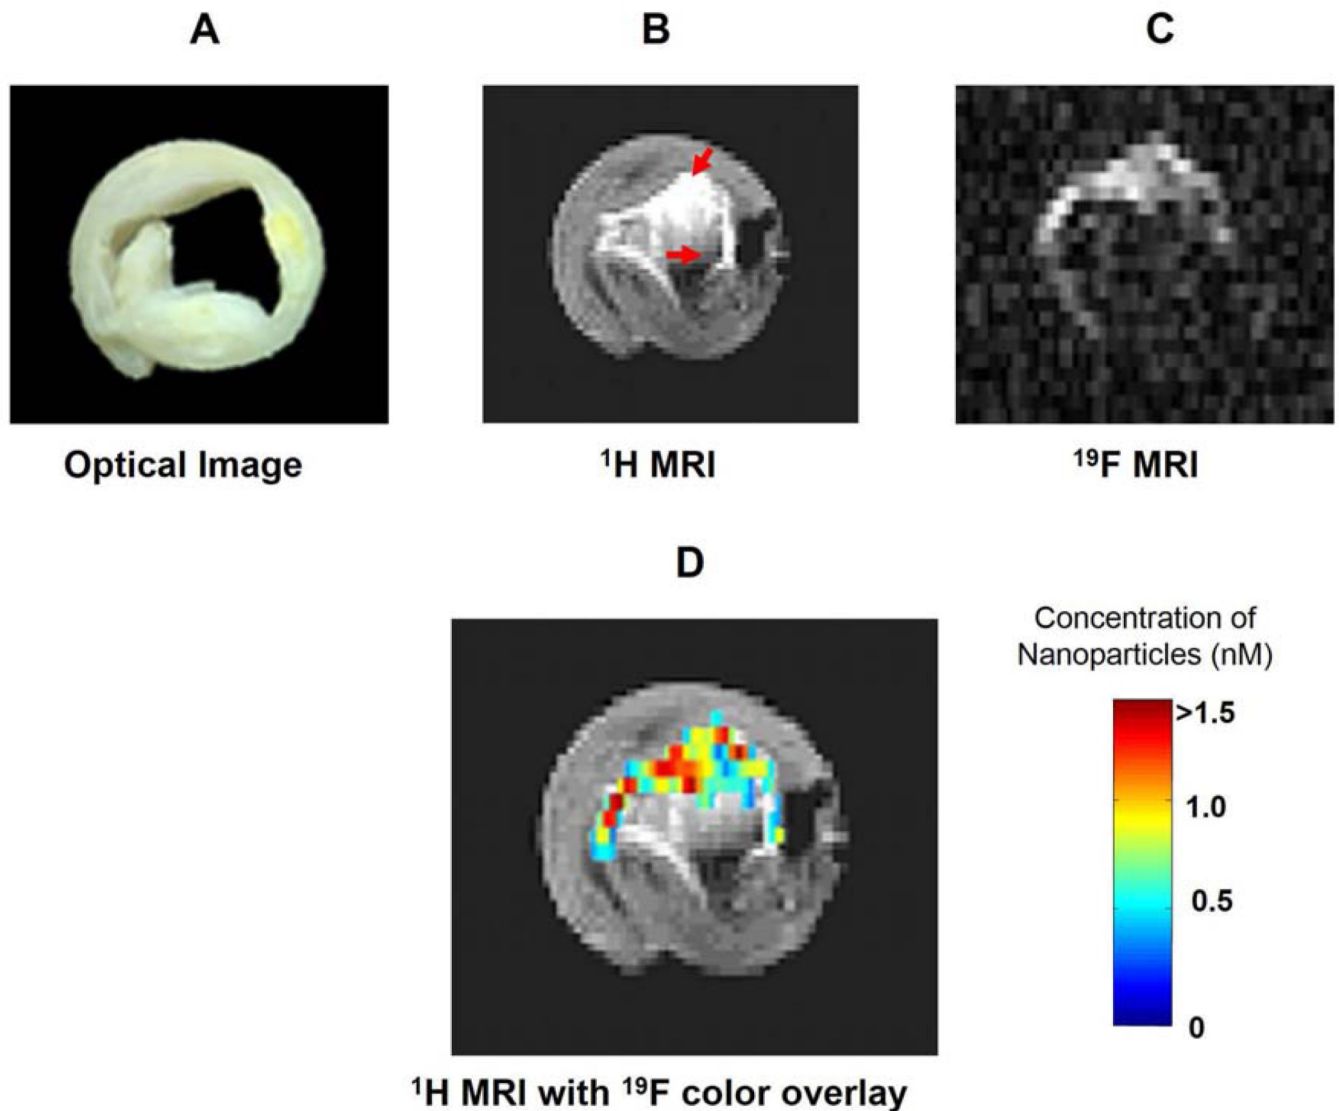 A
B
C
Optical Image
¹H MRI
¹⁹F MRI
D
Concentration of
Nanoparticles (nM)
>1.5
1.0
0.5
0
¹H MRI with ¹⁹F color overlay